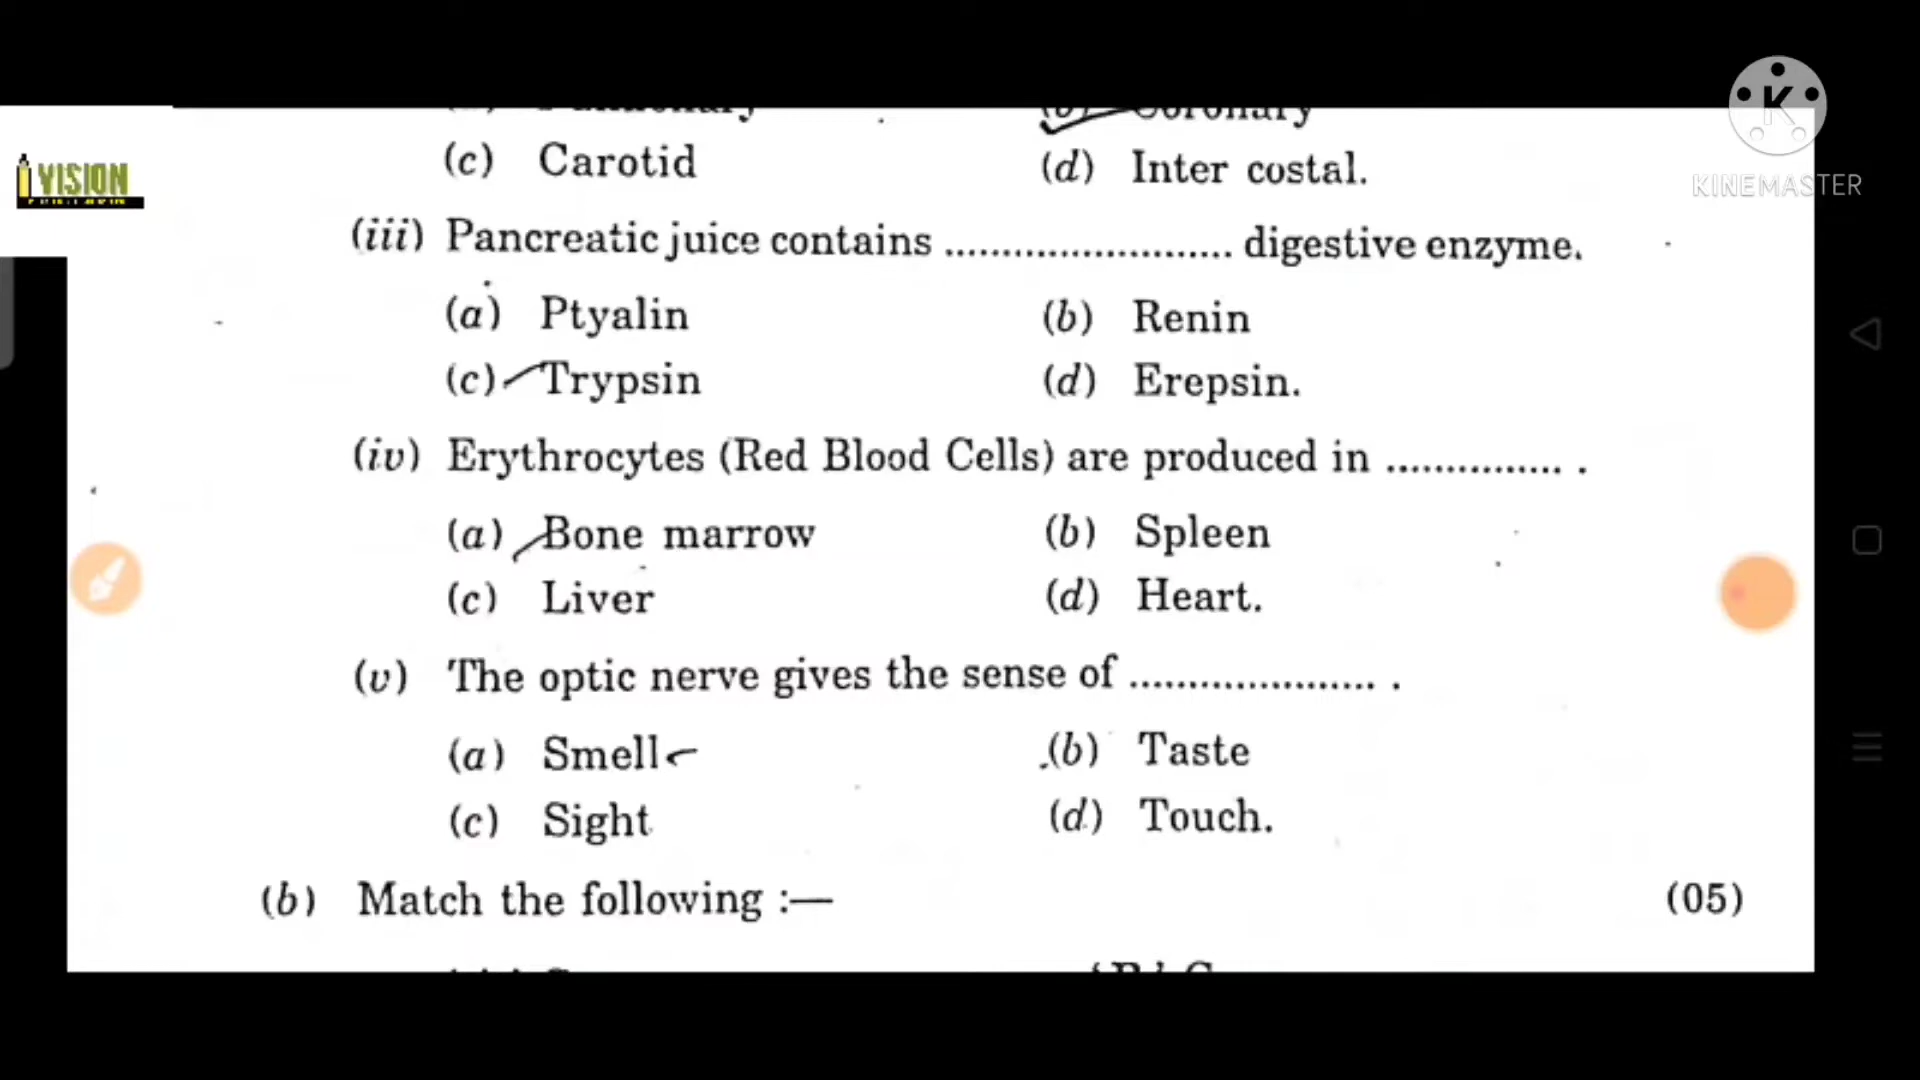 Coronary
(c) Carotid (d) Inter costal.
KINEMASTER
VISION
(iii) Pancreatic juice contains ........................ digestive enzyme.
(a) Ptyalin (b) Renin
(c) Trypsin (d) Erepsin.
(iv) Erythrocytes (Red Blood Cells) are produced in ............... .
(a) Bone marrow (b) Spleen
(c) Liver (d) Heart.
(v) The optic nerve gives the sense of ..................... .
(a) Smell (b) Taste
(c) Sight (d) Touch.
(b) Match the following :— (05)